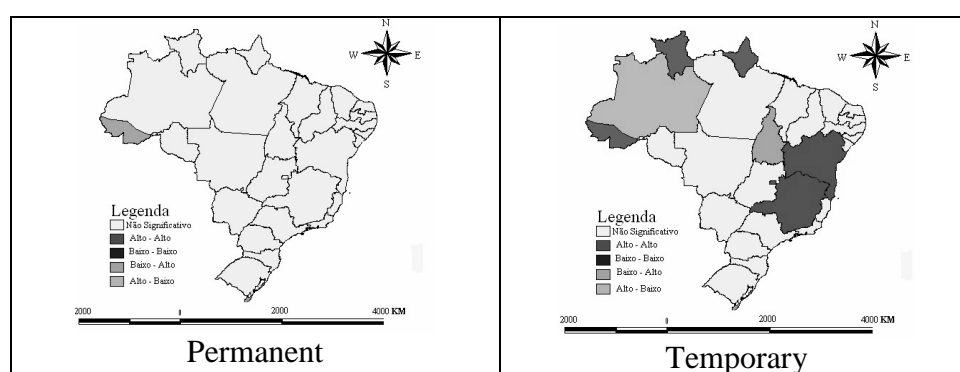 N
W E
S
Legenda
Não Significativo
Alto - Alto
Baixo - Baixo
Baixo - Alto
Alto - Baixo
2000 0 2000 4000 KM
Permanent
N
W E
S
Legenda
Não Significativo
Alto - Alto
Baixo - Baixo
Baixo - Alto
Alto - Baixo
2000 0 2000 4000 KM
Temporary